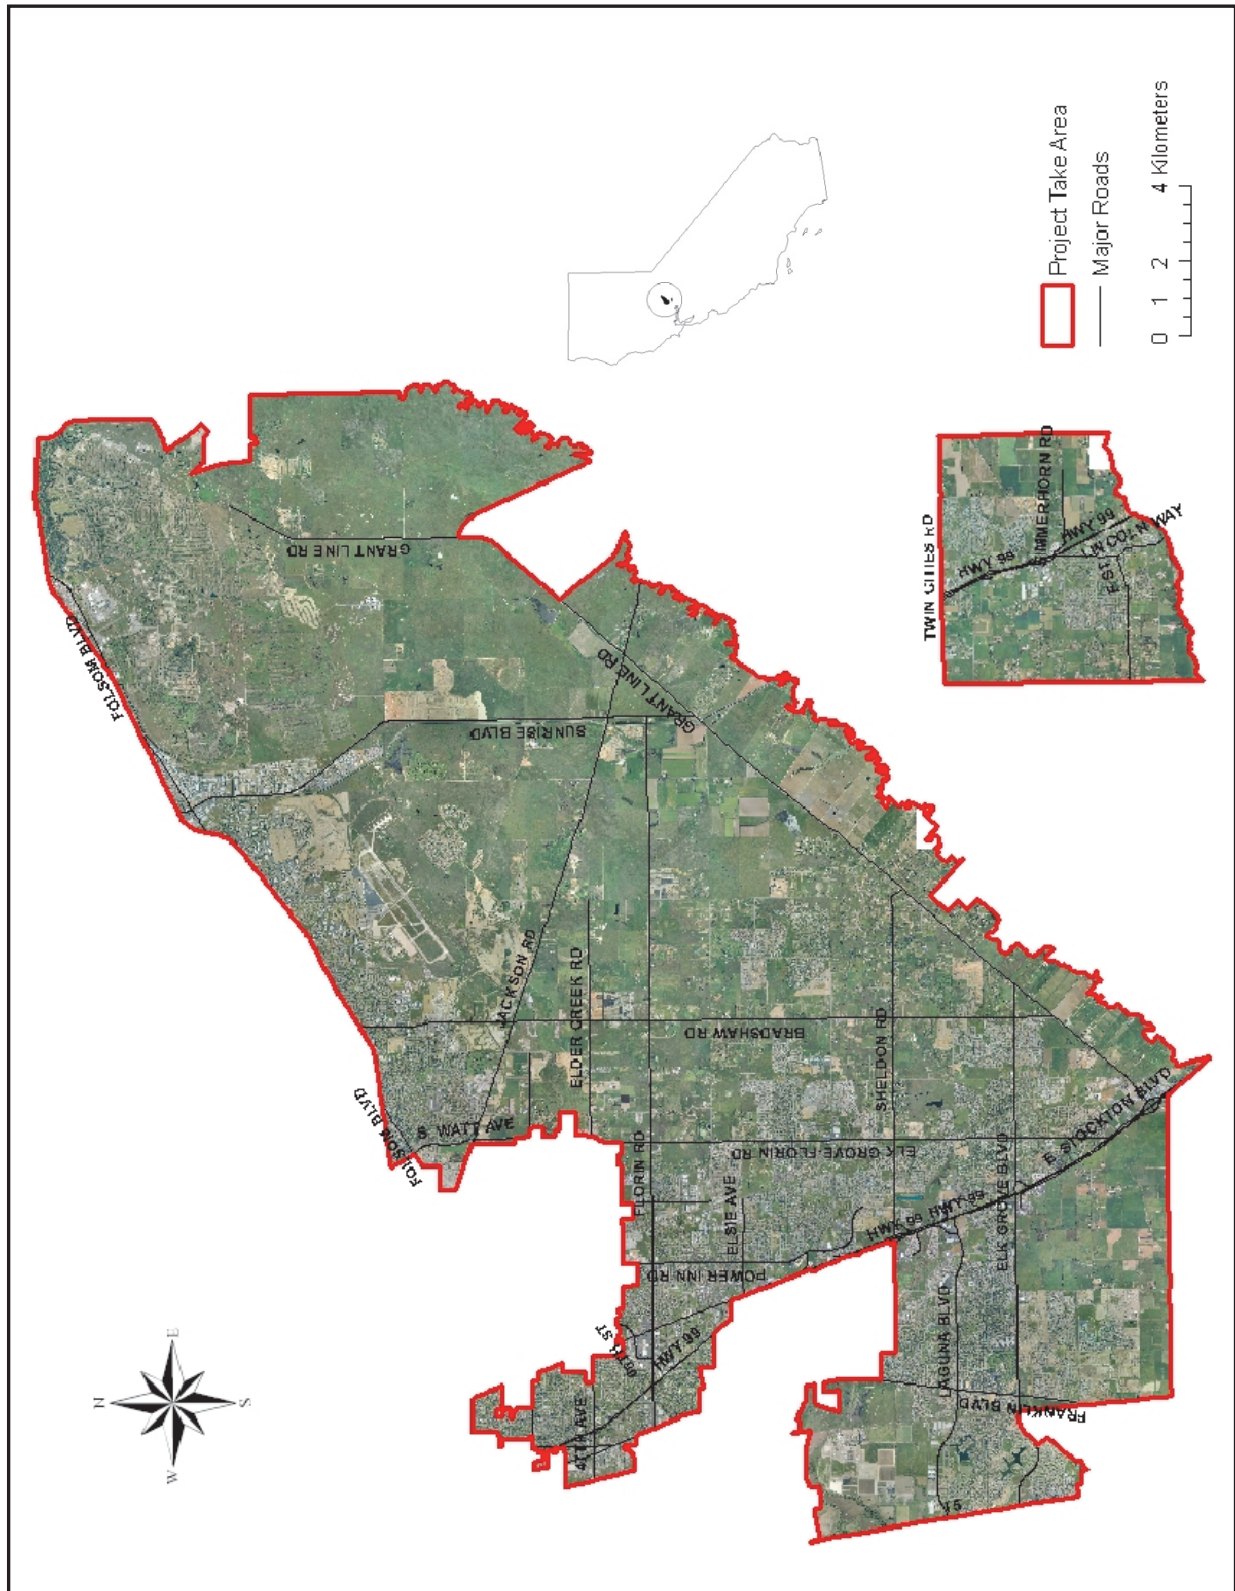 N
W
E
S
FOLSOM BLVD
FOLSOM BLVD
FOLSOM BLVD
GRANT LINE RD
SUNRISE BLVD
GRANT LINE RD
JACKSON RD
ELDER CREEK RD
S WATT AVE
BRADSHAW RD
FLORIN RD
ELK GROVE-FLORIN RD
SHELDON RD
ELSIE AVE
POWER INN RD
HWY 99
47TH AVE
HWY 99
HWY 99
LAGUNA BLVD
ELK GROVE BLVD
E STOCKTON BLVD
FRANKLIN BLVD
I 5
TWIN CITIES RD
HWY 99
HWY 99
SIMMERHORN RD
LINCOLN WAY
Project Take Area
Major Roads
0 1 2 4 Kilometers